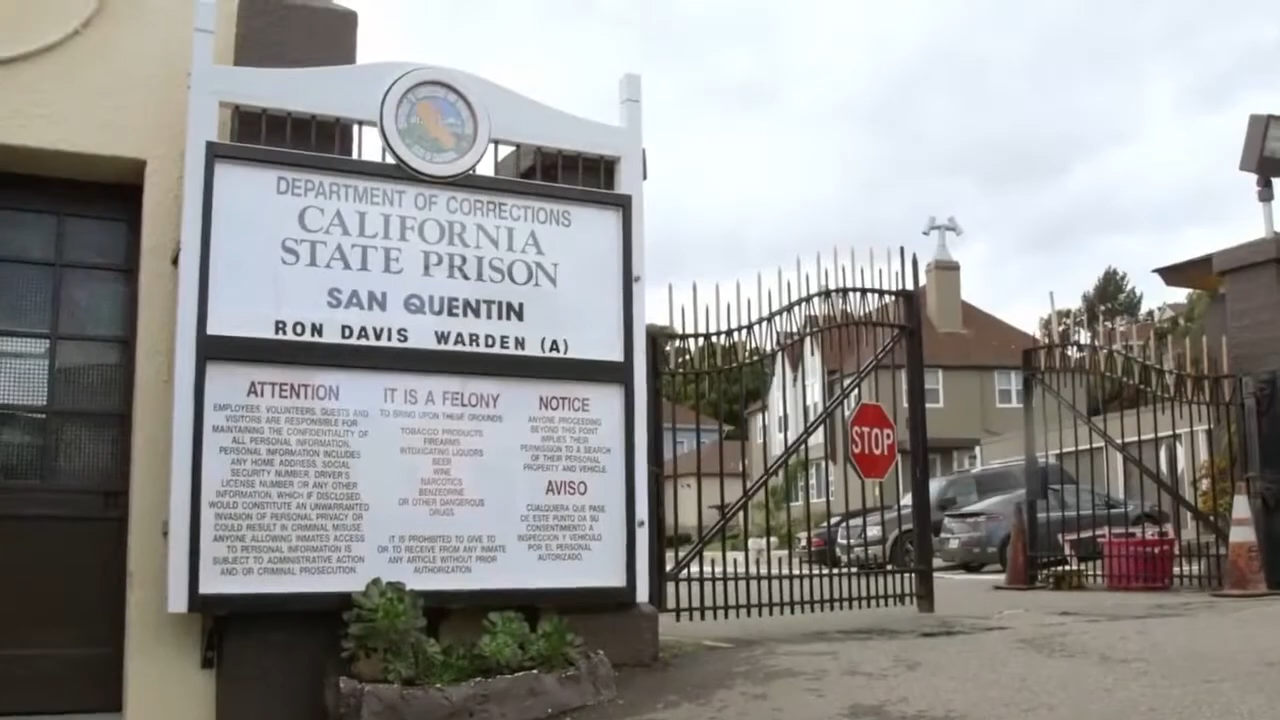 DEPARTMENT OF CORRECTIONS
CALIFORNIA
STATE PRISON
SAN QUENTIN
RON DAVIS WARDEN (A)
ATTENTION
EMPLOYEES, VOLUNTEERS, GUESTS AND
VISITORS ARE RESPONSIBLE FOR
MAINTAINING THE CONFIDENTIALITY OF
ALL PERSONAL INFORMATION.
PERSONAL INFORMATION INCLUDES
ANY HOME ADDRESS, SOCIAL
SECURITY NUMBER, DRIVER'S
LICENSE NUMBER OR ANY OTHER
INFORMATION, WHICH IF DISCLOSED,
WOULD CONSTITUTE AN UNWARRANTED
INVASION OF PERSONAL PRIVACY OR
COULD RESULT IN CRIMINAL MISUSE.
ANYONE ALLOWING INMATES ACCESS
TO PERSONAL INFORMATION IS
SUBJECT TO ADMINISTRATIVE ACTION
AND/OR CRIMINAL PROSECUTION.
IT IS A FELONY
TO BRING UPON THESE GROUNDS
TOBACCO PRODUCTS
FIREARMS
INTOXICATING LIQUORS
BEER
WINE
NARCOTICS
BENZEDRINE
OR OTHER DANGEROUS
DRUGS
IT IS PROHIBITED TO GIVE TO
OR TO RECEIVE FROM ANY INMATE
ANY ARTICLE WITHOUT PRIOR
AUTHORIZATION
NOTICE
ANYONE PROCEEDING
BEYOND THIS POINT
IMPLIES THEIR
PERMISSION TO A SEARCH
OF THEIR PERSONAL
PROPERTY AND VEHICLE.
AVISO
CUALQUIERA QUE PASE
DE ESTE PUNTO DA SU
CONSENTIMIENTO A
INSPECCION Y VEHICULO
POR EL PERSONAL
AUTORIZADO.
STOP